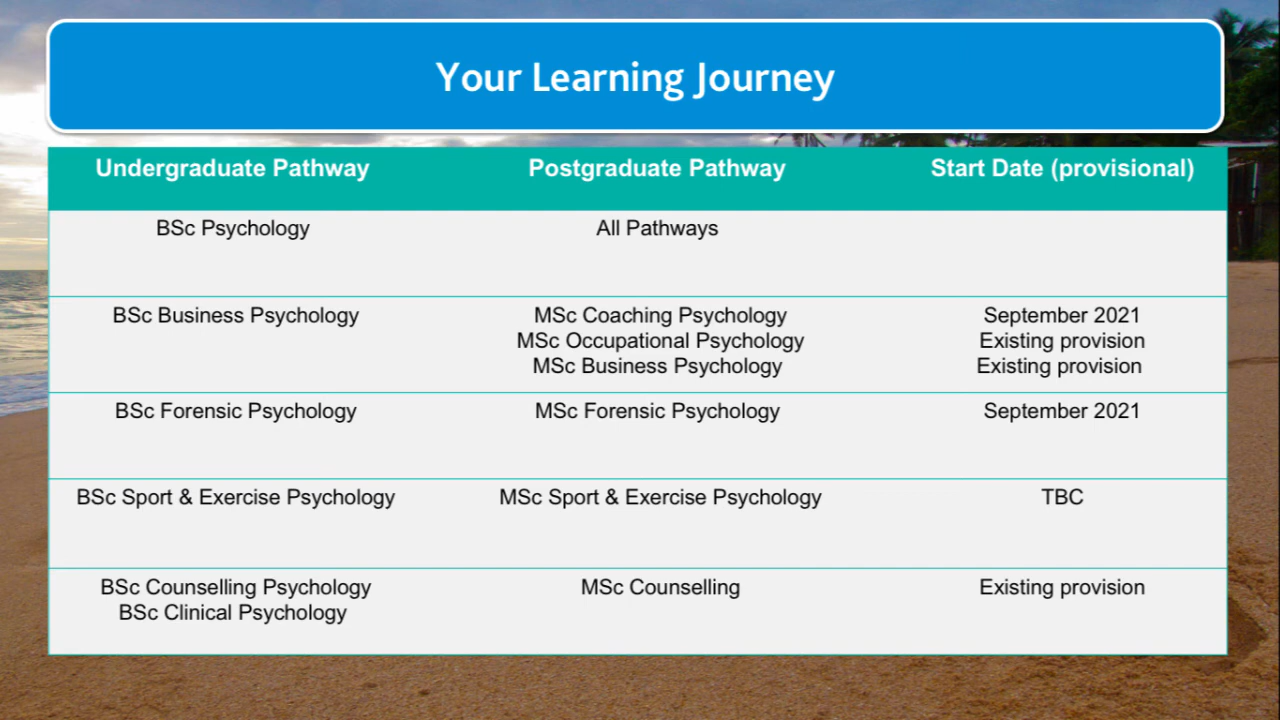 Your Learning Journey
Undergraduate Pathway Postgraduate Pathway Start Date (provisional)
BSc Psychology All Pathways
BSc Business Psychology MSc Coaching Psychology September 2021
MSc Occupational Psychology Existing provision
MSc Business Psychology Existing provision
BSc Forensic Psychology MSc Forensic Psychology September 2021
BSc Sport & Exercise Psychology MSc Sport & Exercise Psychology TBC
BSc Counselling Psychology MSc Counselling Existing provision
BSc Clinical Psychology